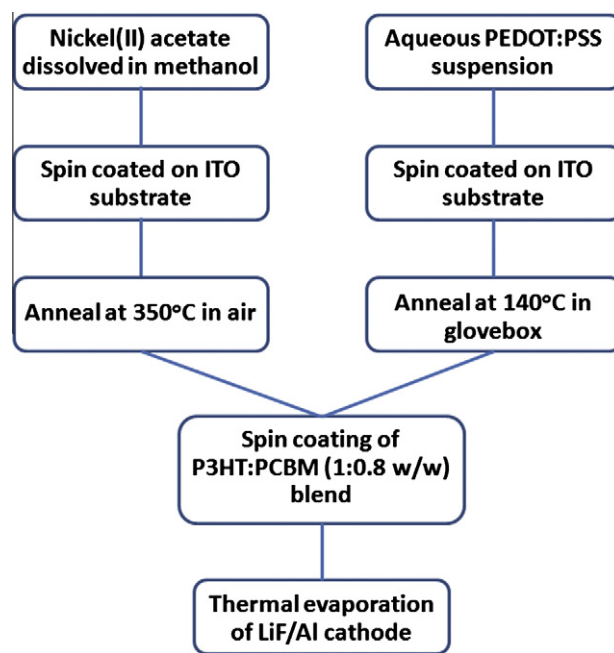 Nickel(II) acetate
dissolved in methanol
Aqueous PEDOT:PSS
suspension
Spin coated on ITO
substrate
Spin coated on ITO
substrate
Anneal at 350°C in air
Anneal at 140°C in
glovebox
Spin coating of
P3HT:PCBM (1:0.8 w/w)
blend
Thermal evaporation
of LiF/Al cathode